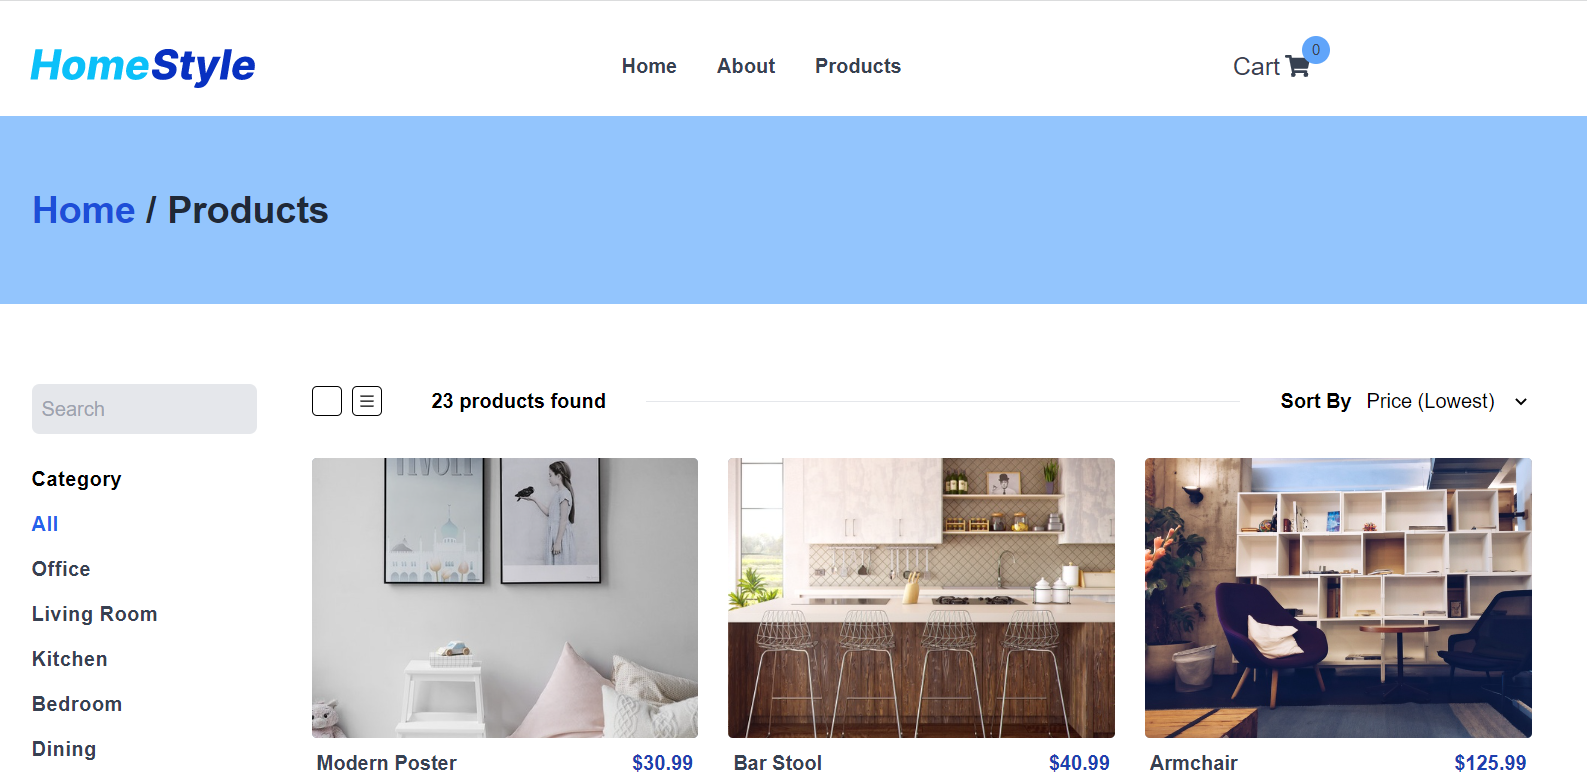 HomeStyle
Home About Products
Cart 0
Home / Products
Search
23 products found
Sort By Price (Lowest)
Category
All
Office
Living Room
Kitchen
Bedroom
Dining
TIVOLI
Modern Poster $30.99
Bar Stool $40.99
Armchair $125.99